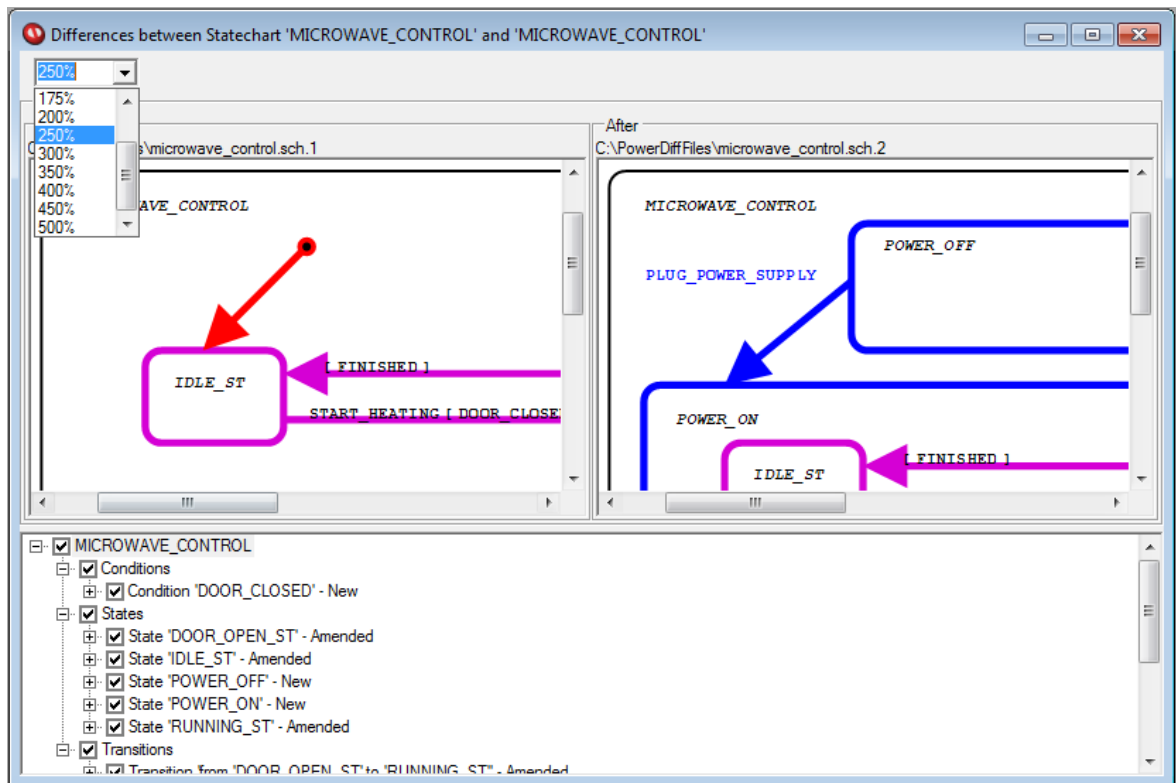 Differences between Statechart 'MICROWAVE_CONTROL' and 'MICROWAVE_CONTROL'
250%
175%
200%
250%
300%
350%
400%
450%
500%
s\microwave_control.sch.1
AVE_CONTROL
IDLE_ST
[ FINISHED ]
START_HEATING [ DOOR_CLOSE
After
C:\PowerDiffFiles\microwave_control.sch.2
MICROWAVE_CONTROL
POWER_OFF
PLUG_POWER_SUPPLY
POWER_ON
[ FINISHED ]
IDLE_ST
MICROWAVE_CONTROL
Conditions
Condition 'DOOR_CLOSED' - New
States
State 'DOOR_OPEN_ST' - Amended
State 'IDLE_ST' - Amended
State 'POWER_OFF' - New
State 'POWER_ON' - New
State 'RUNNING_ST' - Amended
Transitions
Transition 'from "DOOR_OPEN_ST" to "RUNNING_ST"' - Amended